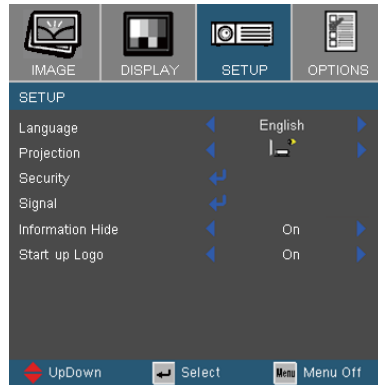 IMAGE DISPLAY SETUP OPTIONS
SETUP
Language English
Projection
Security
Signal
Information Hide On
Start up Logo On
UpDown Select Menu Menu Off